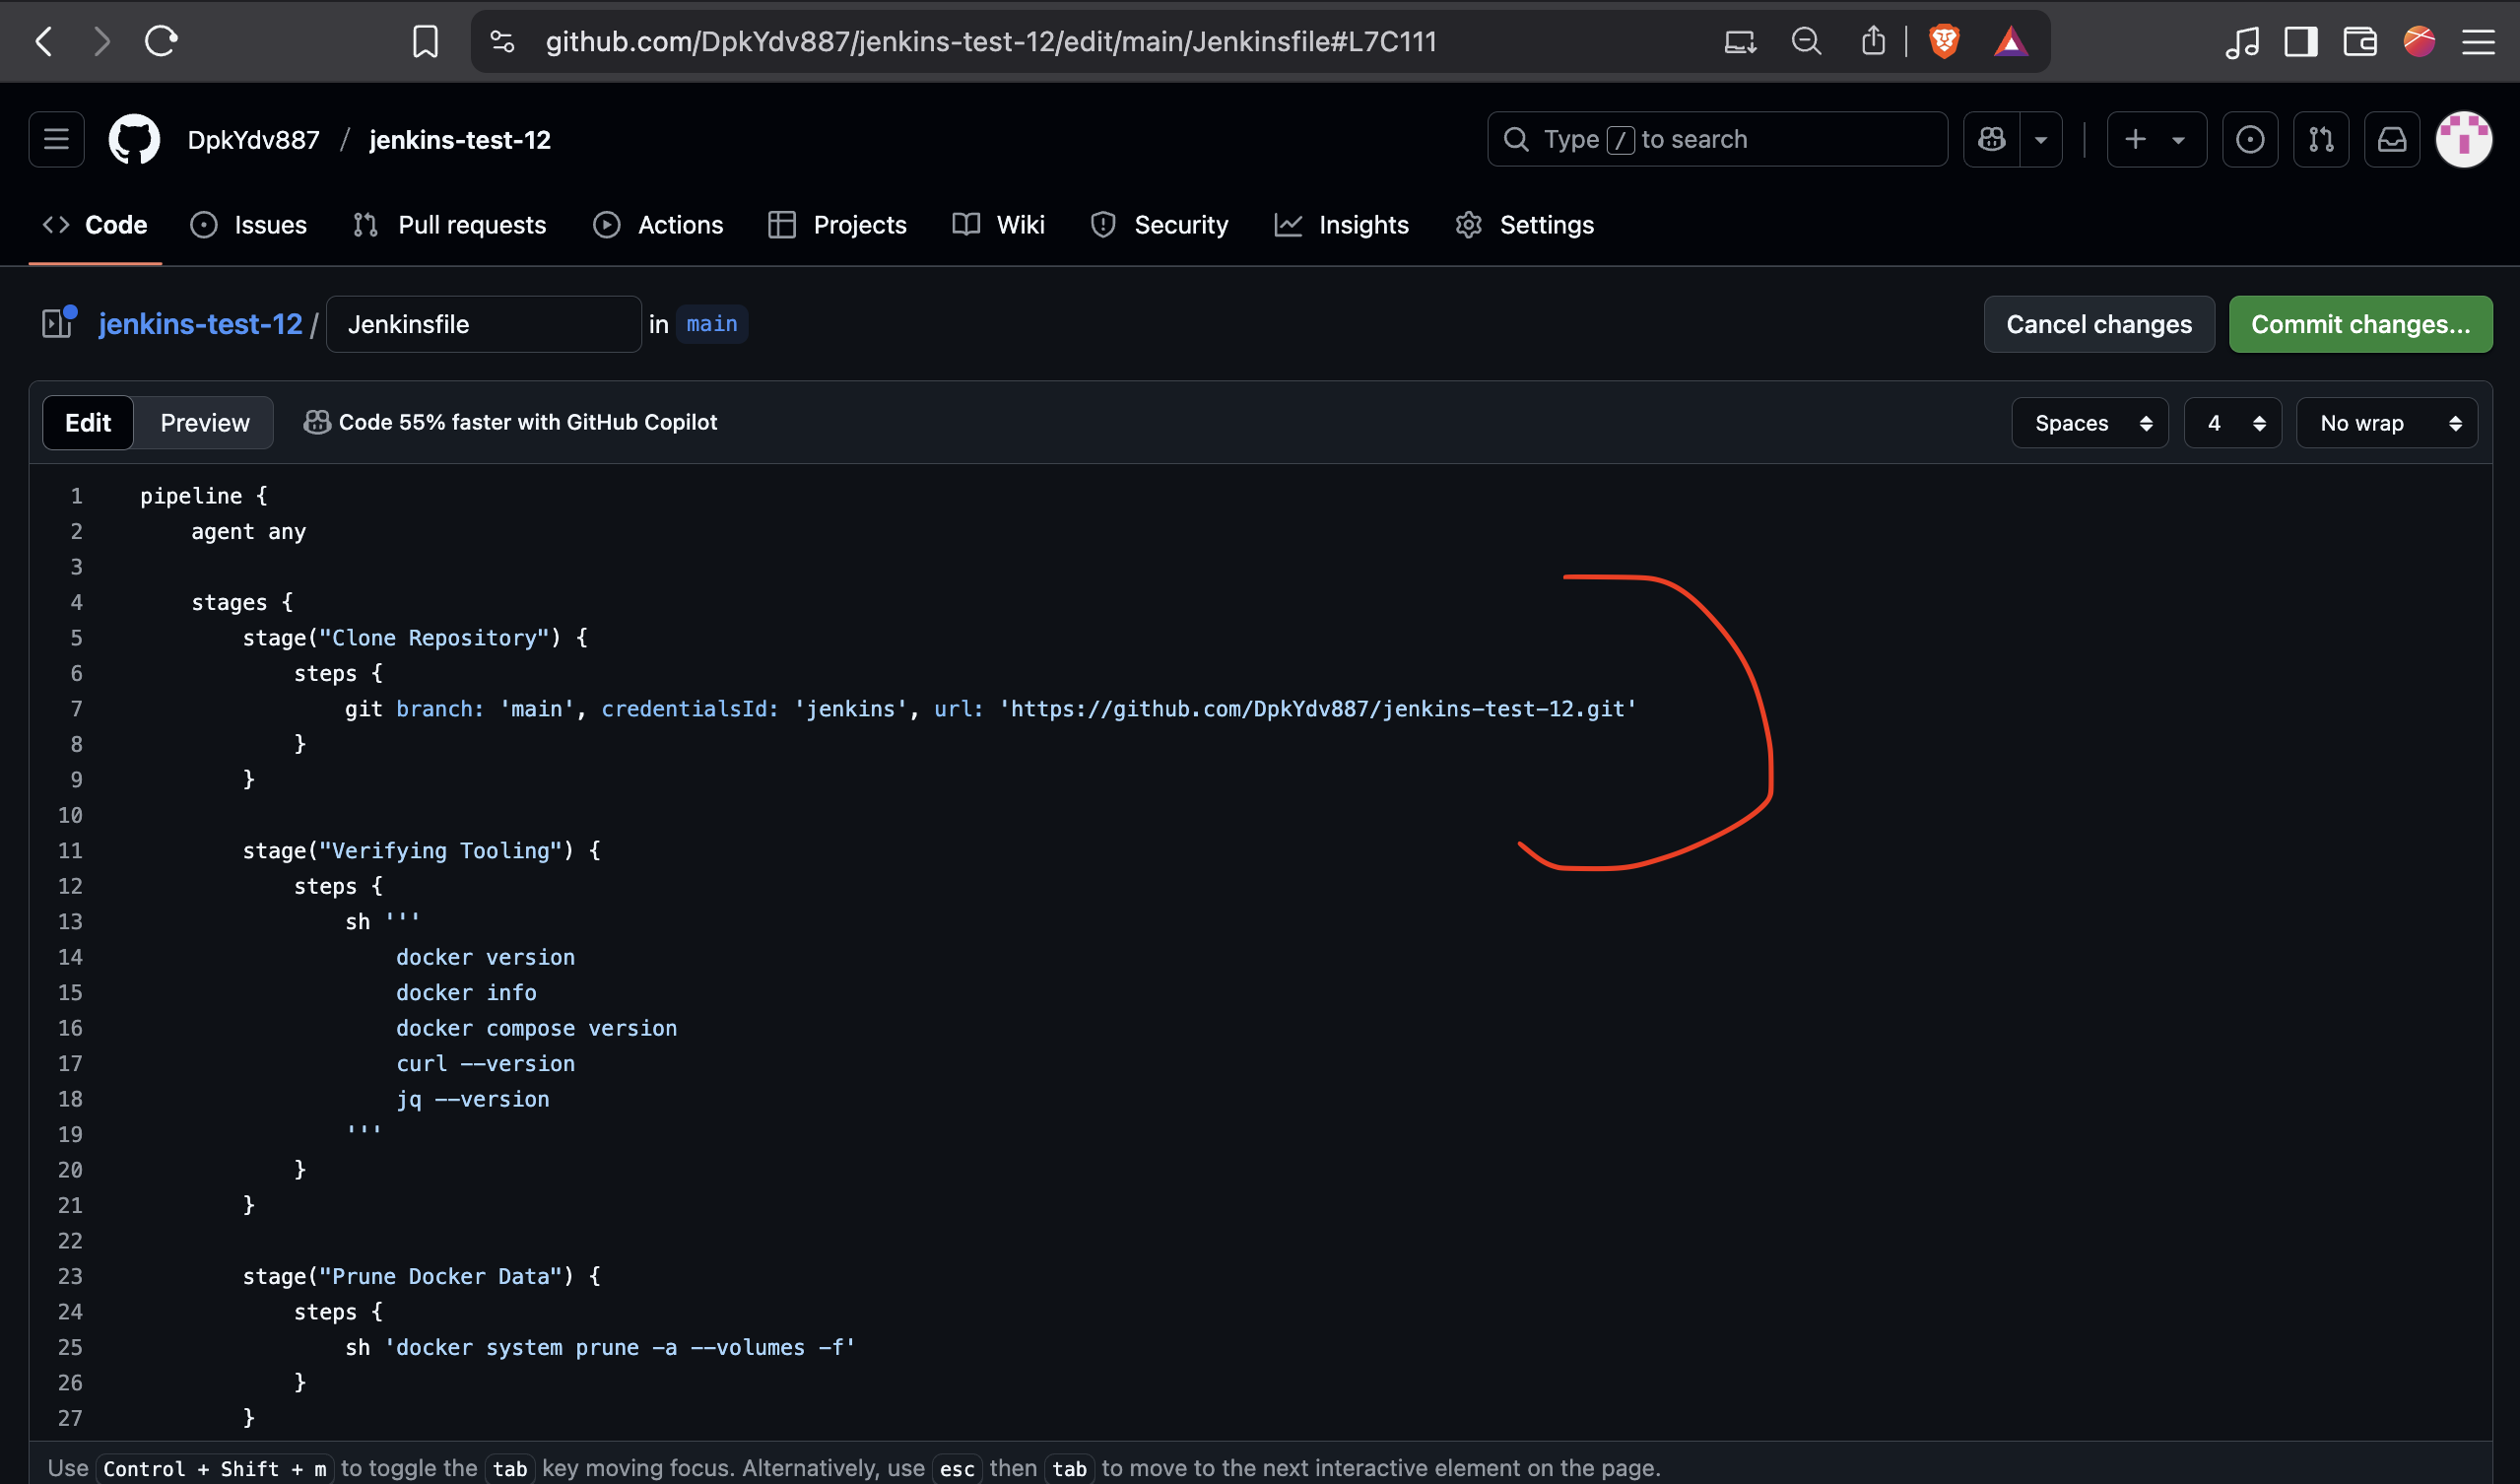 github.com/DpkYdv887/jenkins-test-12/edit/main/Jenkinsfile#L7C111
DpkYdv887 / jenkins-test-12
Type / to search
Code Issues Pull requests Actions Projects Wiki Security Insights Settings
jenkins-test-12 / Jenkinsfile in main
Cancel changes Commit changes...
Edit Preview Code 55% faster with GitHub Copilot
Spaces 4 No wrap
1 pipeline {
2 agent any
3
4 stages {
5 stage("Clone Repository") {
6 steps {
7 git branch: 'main', credentialsId: 'jenkins', url: 'https://github.com/DpkYdv887/jenkins-test-12.git'
8 }
9 }
10
11 stage("Verifying Tooling") {
12 steps {
13 sh '''
14 docker version
15 docker info
16 docker compose version
17 curl --version
18 jq --version
19 '''
20 }
21 }
22
23 stage("Prune Docker Data") {
24 steps {
25 sh 'docker system prune -a --volumes -f'
26 }
27 }
Use Control + Shift + m to toggle the tab key moving focus. Alternatively, use esc then tab to move to the next interactive element on the page.